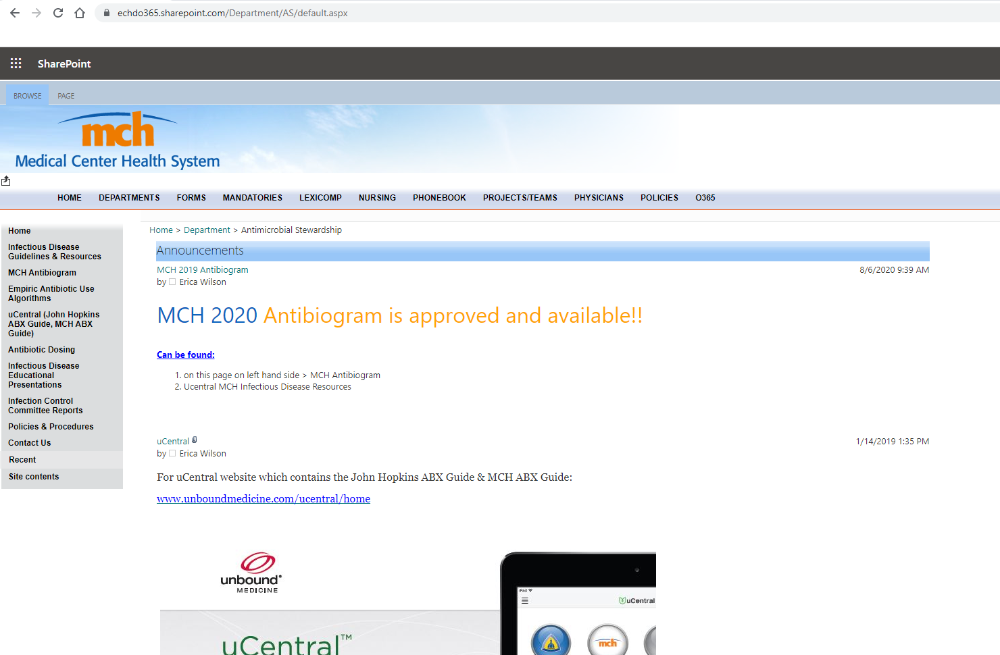 echdo365.sharepoint.com/Department/AS/default.aspx
SharePoint
BROWSE PAGE
mch
Medical Center Health System
HOME DEPARTMENTS FORMS MANDATORIES LEXICOMP NURSING PHONEBOOK PROJECTS/TEAMS PHYSICIANS POLICIES O365
Home
Infectious Disease
Guidelines & Resources
MCH Antibiogram
Empiric Antibiotic Use
Algorithms
uCentral (John Hopkins
ABX Guide, MCH ABX
Guide)
Antibiotic Dosing
Infectious Disease
Educational
Presentations
Infection Control
Committee Reports
Policies & Procedures
Contact Us
Recent
Site contents
Home > Department > Antimicrobial Stewardship
Announcements
MCH 2019 Antibiogram 8/6/2020 9:39 AM
by Erica Wilson
MCH 2020 Antibiogram is approved and available!!
Can be found:
1. on this page on left hand side > MCH Antibiogram
2. Ucentral MCH Infectious Disease Resources
uCentral 1/14/2019 1:35 PM
by Erica Wilson
For uCentral website which contains the John Hopkins ABX Guide & MCH ABX Guide:
www.unboundmedicine.com/ucentral/home
unbound
MEDICINE
iPad
uCentral
mch
uCentral™